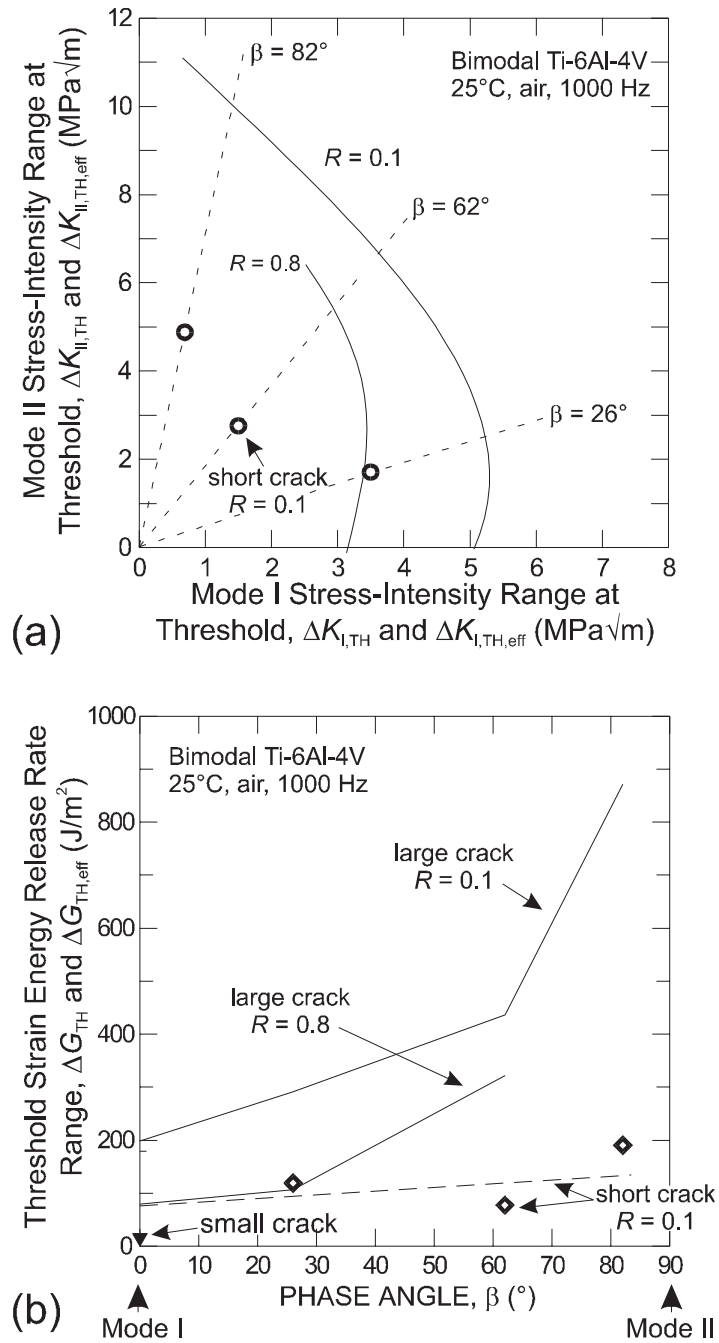 12
10
8
6
4
2
0
0
1
2
3
4
5
6
7
8
Mode II Stress-Intensity Range at
Threshold, ΔK_II,TH and ΔK_II,TH,eff (MPa√m)
β = 82°
Bimodal Ti-6Al-4V
25°C, air, 1000 Hz
R = 0.1
β = 62°
R = 0.8
β = 26°
short crack
R = 0.1
Mode I Stress-Intensity Range at
Threshold, ΔK_I,TH and ΔK_I,TH,eff (MPa√m)
(a)
1000
800
600
400
200
0
Threshold Strain Energy Release Rate
Range, ΔG_TH and ΔG_TH,eff (J/m²)
Bimodal Ti-6Al-4V
25°C, air, 1000 Hz
large crack
R = 0.1
large crack
R = 0.8
short crack
R = 0.1
small crack
0
10
20
30
40
50
60
70
80
90
PHASE ANGLE, β (°)
(b)
Mode I
Mode II